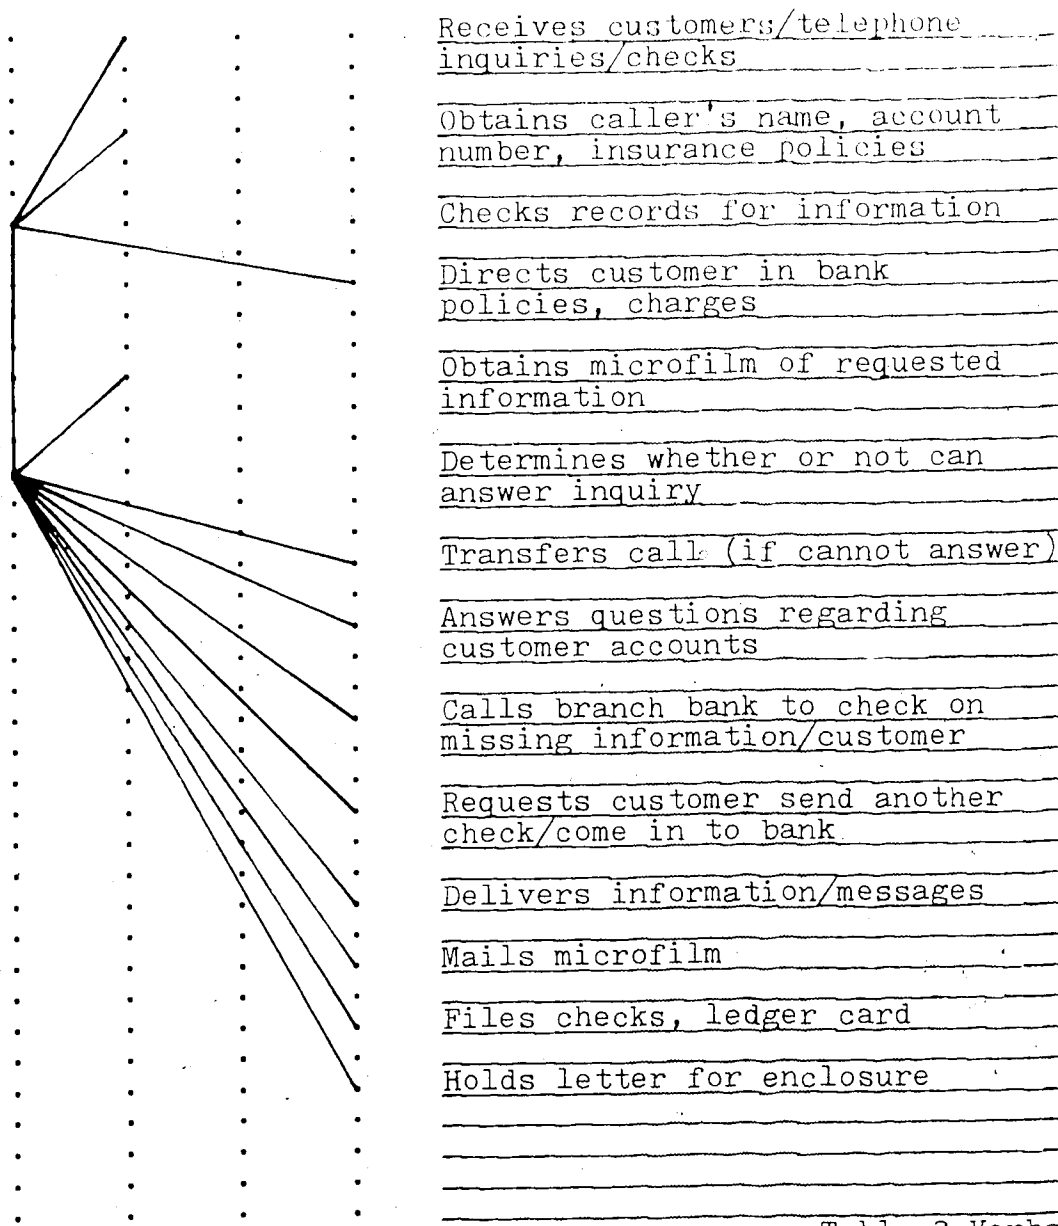 Receives customers/telephone
inquiries/checks
Obtains caller's name, account
number, insurance policies
Checks records for information
Directs customer in bank
policies, charges
Obtains microfilm of requested
information
Determines whether or not can
answer inquiry
Transfers call (if cannot answer)
Answers questions regarding
customer accounts
Calls branch bank to check on
missing information/customer
Requests customer send another
check/come in to bank
Delivers information/messages
Mails microfilm
Files checks, ledger card
Holds letter for enclosure